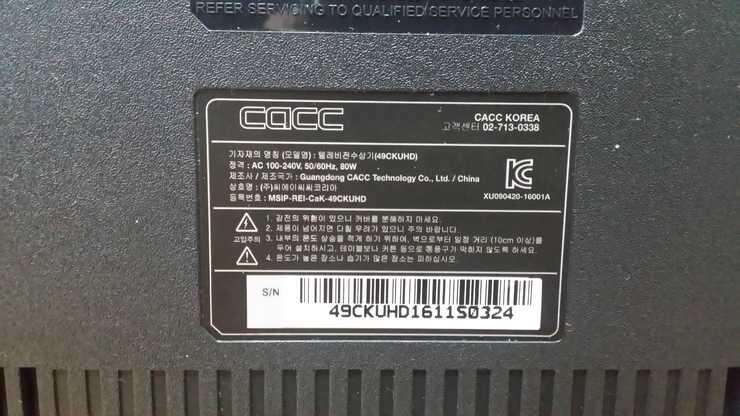 REFER SERVICING TO QUALIFIED SERVICE PERSONNEL
cacc
CACC KOREA
고객센터 02-713-0338
기자재의 명칭 (모델명) : 텔레비전수상기(49CKUHD)
정격 : AC 100-240V, 50/60Hz, 80W
제조사 / 제조국가 : Guangdong CACC Technology Co., Ltd. / China
상호명 : (주)씨에이씨씨코리아
등록번호 : MSIP-REI-CaK-49CKUHD
XU090420-16001A
고압주의
1. 감전의 위험이 있으니 커버를 분해하지 마세요.
2. 제품이 넘어지면 다칠 우려가 있으니 주의 바랍니다.
3. 내부의 온도 상승을 적게 하기 위하여, 벽으로부터 일정 거리 (10cm 이상)를
두어 설치하시고, 테이블보나 커튼 등으로 통풍구가 막히지 않도록 하세요.
4. 온도가 높은 장소나 습기가 많은 장소는 피하십시오.
S/N
49CKUHD1611S0324